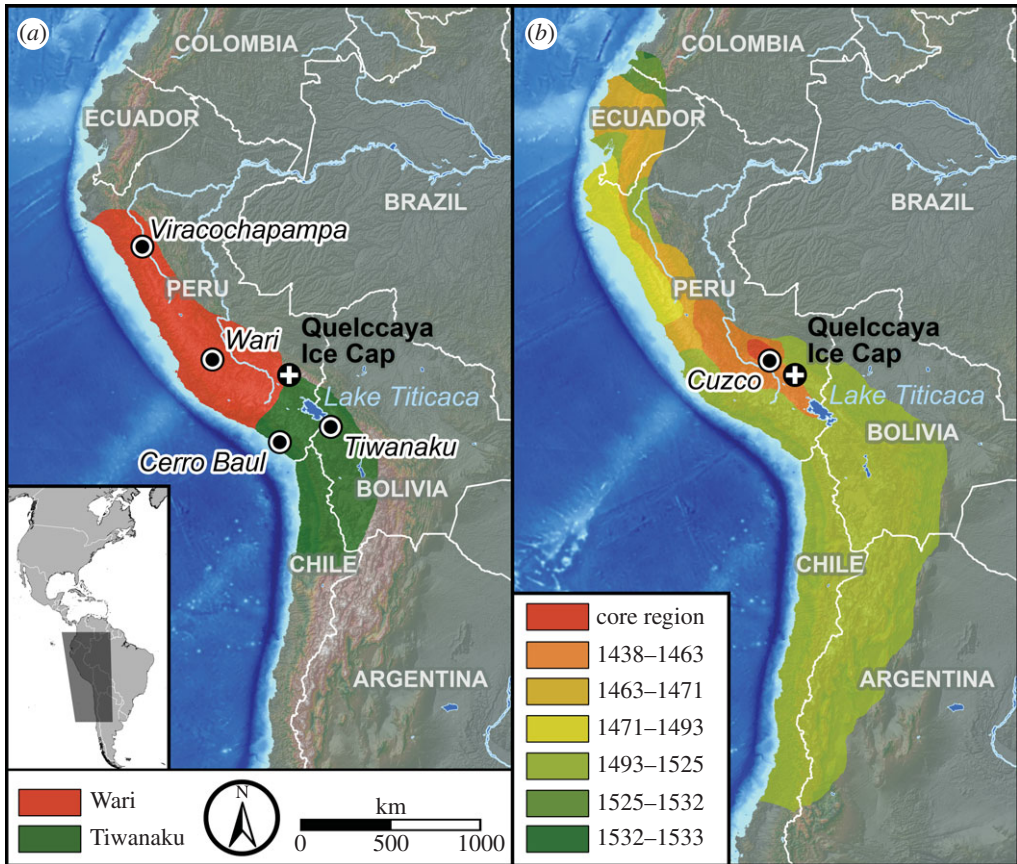 (a)
COLOMBIA
ECUADOR
BRAZIL
Viracochapampa
PERU
Wari
Quelccaya
Ice Cap
Lake Titicaca
Cerro Baul
Tiwanaku
BOLIVIA
CHILE
ARGENTINA
Wari
Tiwanaku
N
km
0 500 1000
(b)
COLOMBIA
ECUADOR
BRAZIL
PERU
Quelccaya
Ice Cap
Cuzco
Lake Titicaca
BOLIVIA
CHILE
ARGENTINA
core region
1438–1463
1463–1471
1471–1493
1493–1525
1525–1532
1532–1533